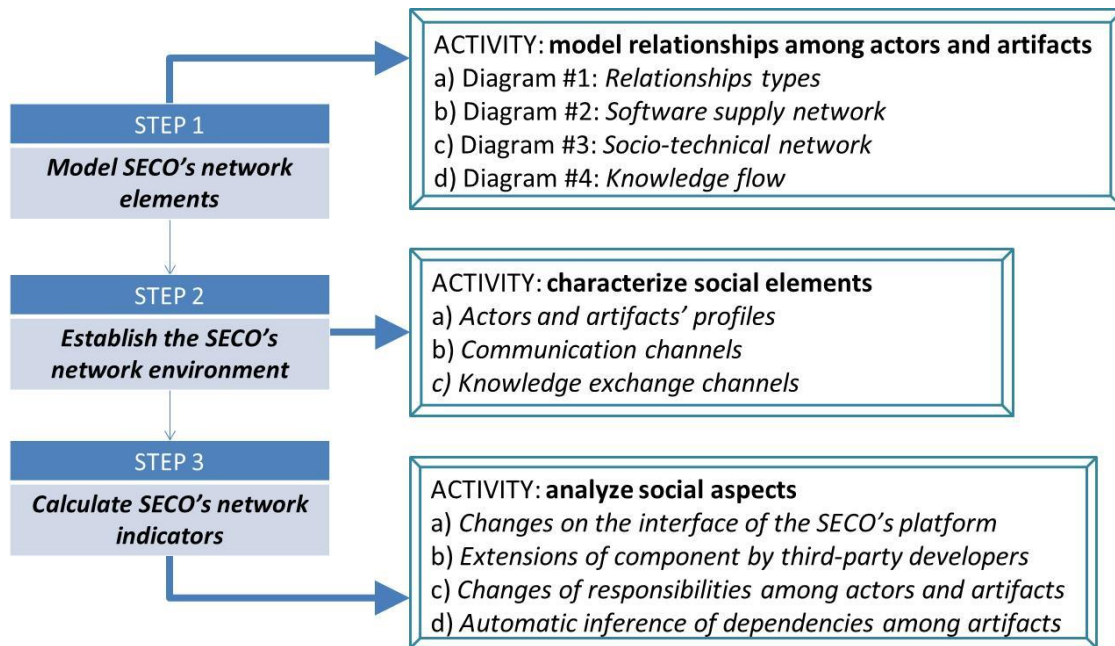 STEP 1
Model SECO's network
elements
ACTIVITY: model relationships among actors and artifacts
a) Diagram #1: Relationships types
b) Diagram #2: Software supply network
c) Diagram #3: Socio-technical network
d) Diagram #4: Knowledge flow
STEP 2
Establish the SECO's
network environment
ACTIVITY: characterize social elements
a) Actors and artifacts' profiles
b) Communication channels
c) Knowledge exchange channels
STEP 3
Calculate SECO's network
indicators
ACTIVITY: analyze social aspects
a) Changes on the interface of the SECO's platform
b) Extensions of component by third-party developers
c) Changes of responsibilities among actors and artifacts
d) Automatic inference of dependencies among artifacts